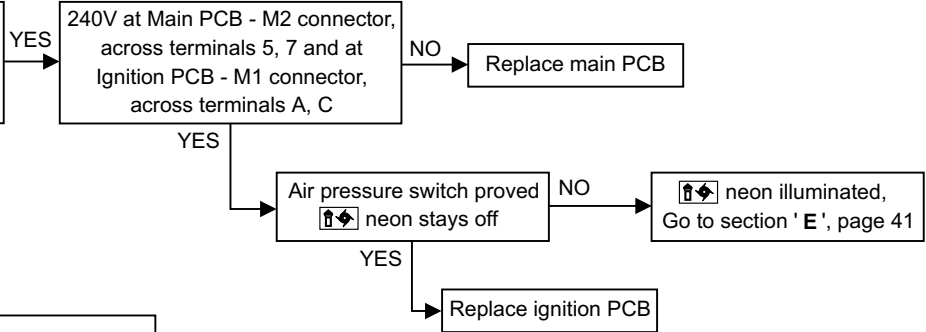 YES
240V at Main PCB - M2 connector,
across terminals 5, 7 and at
Ignition PCB - M1 connector,
across terminals A, C
NO
Replace main PCB
YES
Air pressure switch proved
neon stays off
NO
neon illuminated,
Go to section ' E ', page 41
YES
Replace ignition PCB